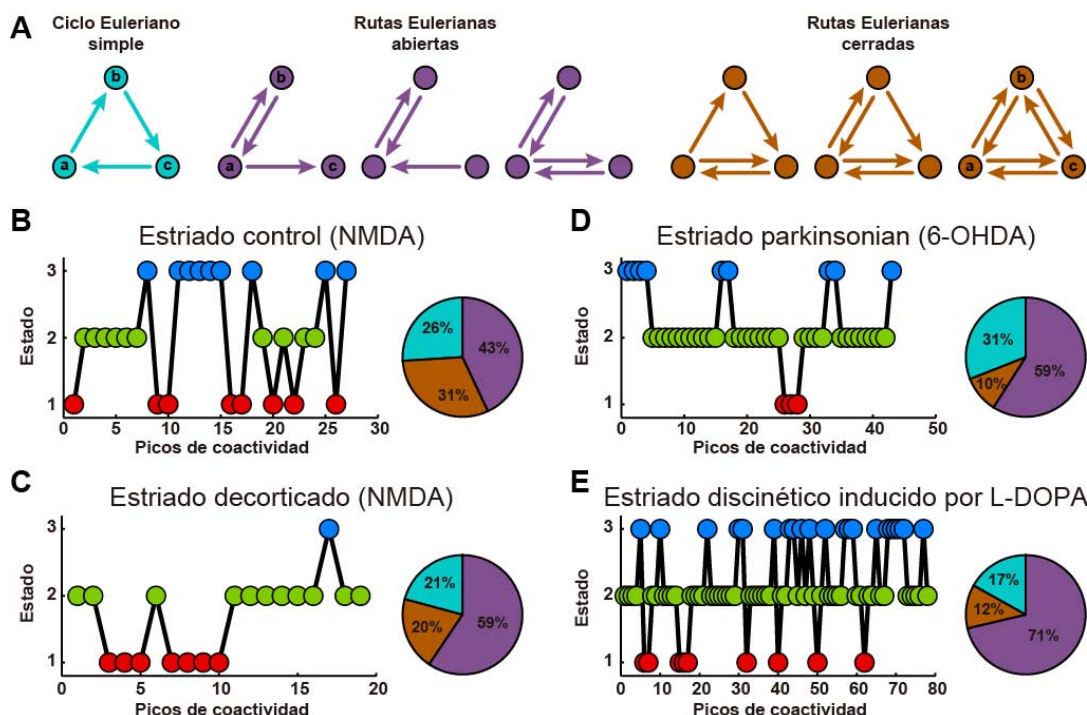 A
Ciclo Euleriano
simple
Rutas Eulerianas
abiertas
Rutas Eulerianas
cerradas
b
a
c
b
a
c
b
a
c
B
Estriado control (NMDA)
Estado
3
2
1
0
5
10
15
20
25
30
Picos de coactividad
26%
43%
31%
D
Estriado parkinsonian (6-OHDA)
Estado
3
2
1
0
10
20
30
40
50
Picos de coactividad
31%
10%
59%
C
Estriado decorticado (NMDA)
Estado
3
2
1
0
5
10
15
20
Picos de coactividad
21%
20%
59%
E
Estriado discinético inducido por L-DOPA
Estado
3
2
1
0
10
20
30
40
50
60
70
80
Picos de coactividad
17%
12%
71%